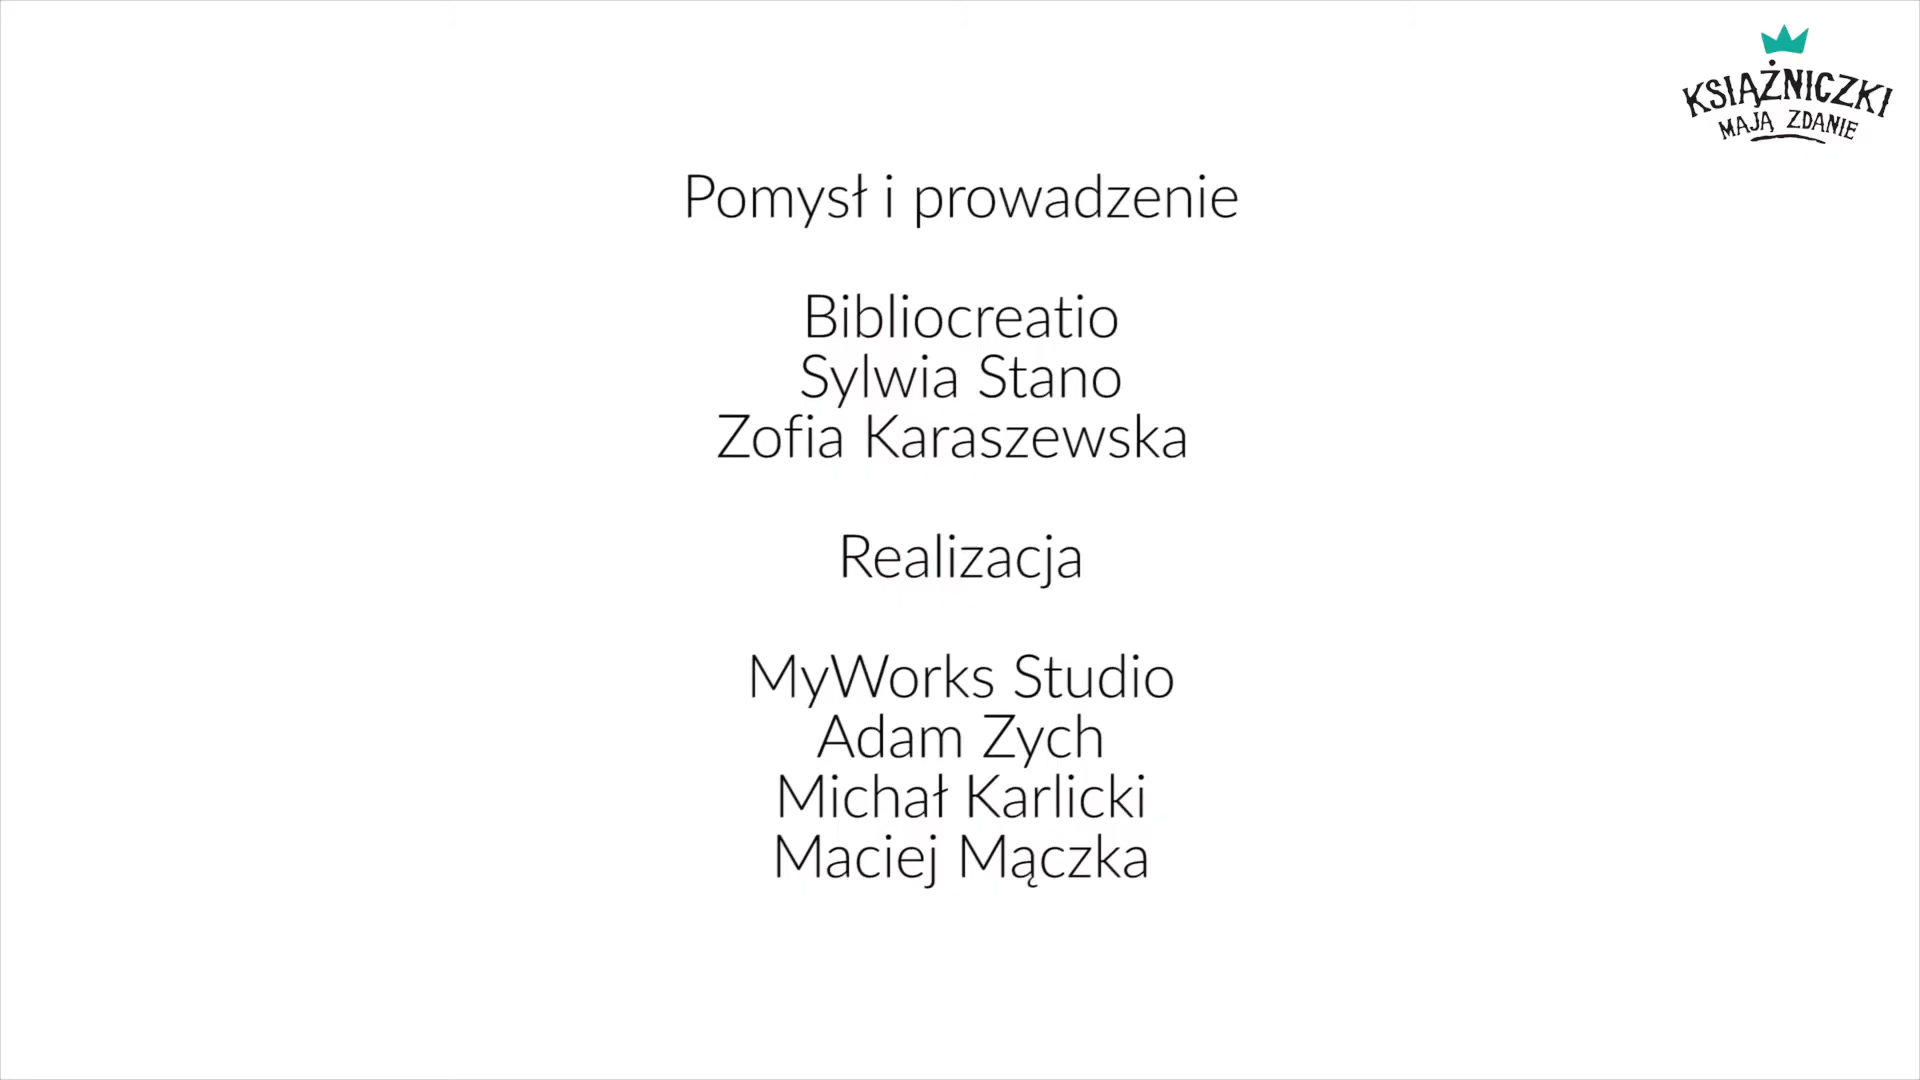 KSIĄŻNICZKI
MAJĄ ZDANIE
Pomysł i prowadzenie
Bibliocreatio
Sylwia Stano
Zofia Karaszewska
Realizacja
MyWorks Studio
Adam Zych
Michał Karlicki
Maciej Mączka